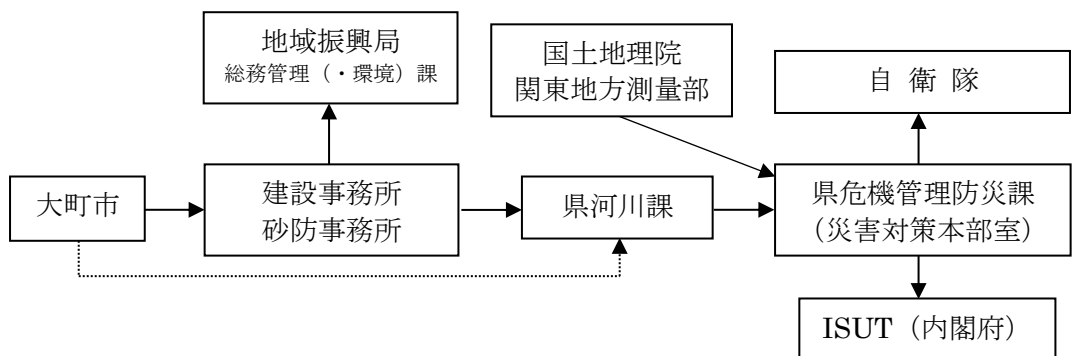 地域振興局
総務管理（・環境）課
国土地理院
関東地方測量部
自 衛 隊
大町市
建設事務所
砂防事務所
県河川課
県危機管理防災課
（災害対策本部室）
ISUT（内閣府）